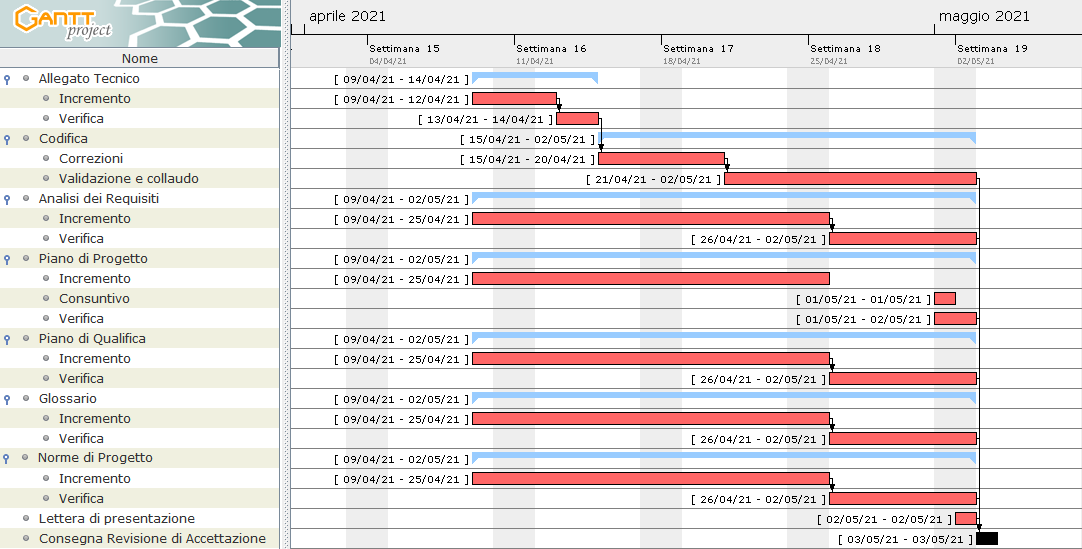 GANTT project
aprile 2021 maggio 2021
Settimana 15 Settimana 16 Settimana 17 Settimana 18 Settimana 19
04/04/21 11/04/21 18/04/21 25/04/21 02/05/21
Nome
Allegato Tecnico [ 09/04/21 - 14/04/21 ]
Incremento [ 09/04/21 - 12/04/21 ]
Verifica [ 13/04/21 - 14/04/21 ]
Codifica [ 15/04/21 - 02/05/21 ]
Correzioni [ 15/04/21 - 20/04/21 ]
Validazione e collaudo [ 21/04/21 - 02/05/21 ]
Analisi dei Requisiti [ 09/04/21 - 02/05/21 ]
Incremento [ 09/04/21 - 25/04/21 ]
Verifica [ 26/04/21 - 02/05/21 ]
Piano di Progetto [ 09/04/21 - 02/05/21 ]
Incremento [ 09/04/21 - 25/04/21 ]
Consuntivo [ 01/05/21 - 01/05/21 ]
Verifica [ 01/05/21 - 02/05/21 ]
Piano di Qualifica [ 09/04/21 - 02/05/21 ]
Incremento [ 09/04/21 - 25/04/21 ]
Verifica [ 26/04/21 - 02/05/21 ]
Glossario [ 09/04/21 - 02/05/21 ]
Incremento [ 09/04/21 - 25/04/21 ]
Verifica [ 26/04/21 - 02/05/21 ]
Norme di Progetto [ 09/04/21 - 02/05/21 ]
Incremento [ 09/04/21 - 25/04/21 ]
Verifica [ 26/04/21 - 02/05/21 ]
Lettera di presentazione [ 02/05/21 - 02/05/21 ]
Consegna Revisione di Accettazione [ 03/05/21 - 03/05/21 ]